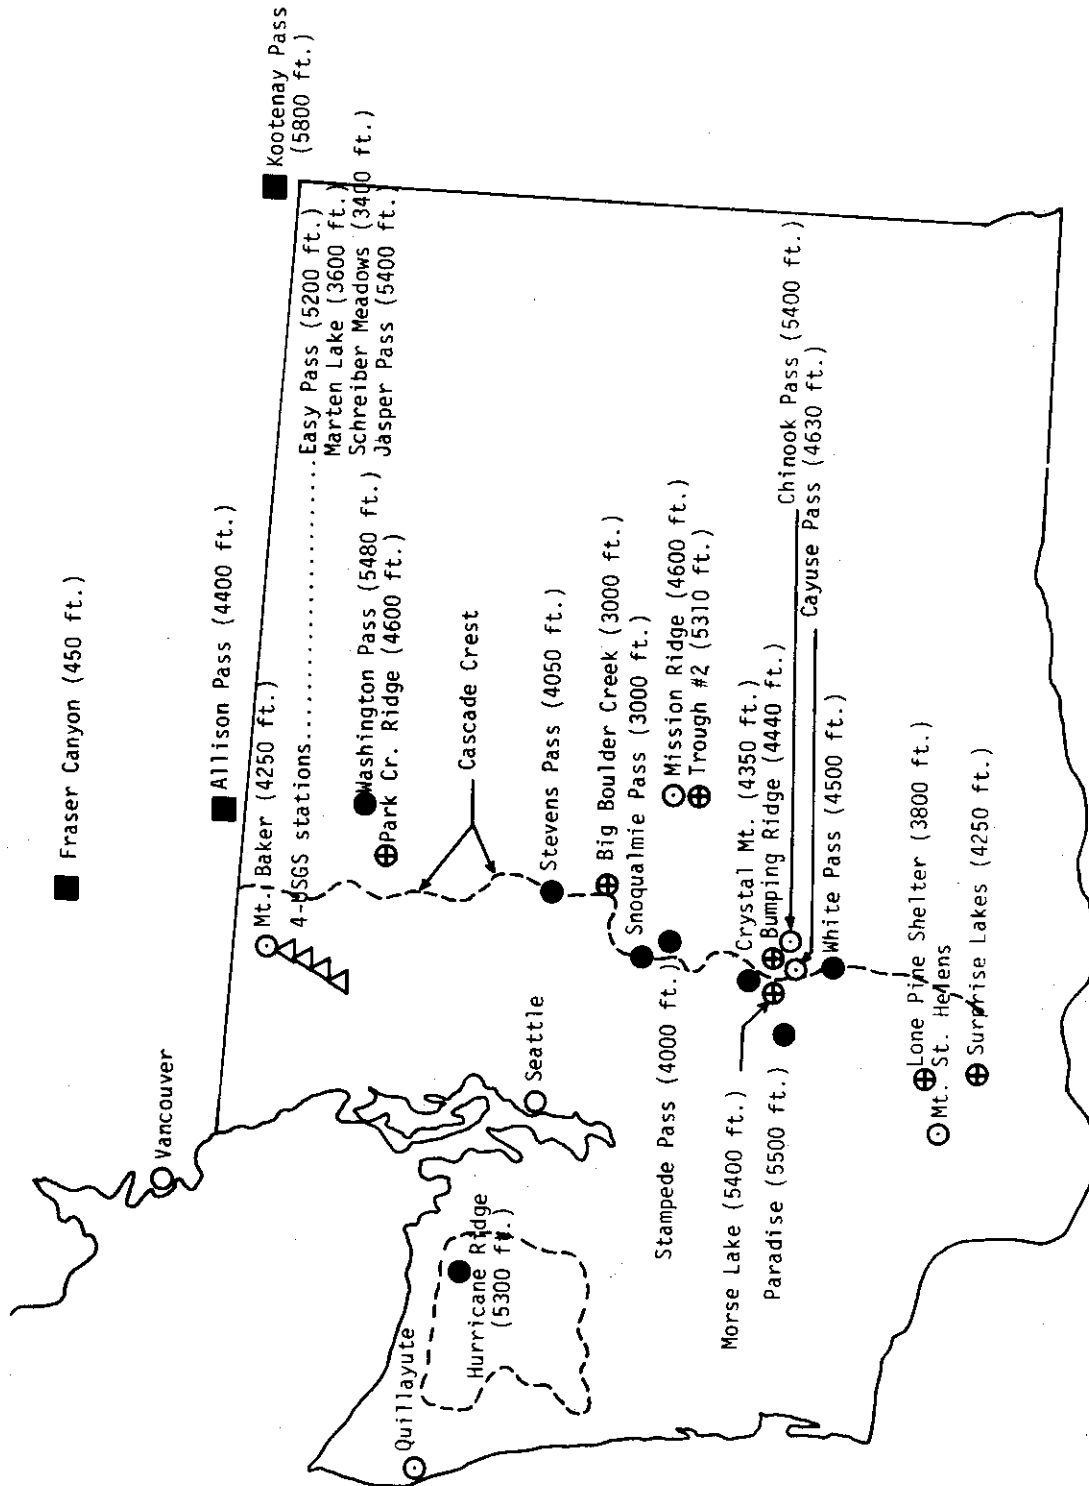 Fraser Canyon (450 ft.)
Allison Pass (4400 ft.)
Kootenay Pass
(5800 ft.)
Vancouver
Mt. Baker (4250 ft.)
4-USGS stations......................Easy Pass (5200 ft.)
Marten Lake (3600 ft.)
Schreiber Meadows (3400 ft.)
Jasper Pass (5400 ft.)
Washington Pass (5480 ft.)
Park Cr. Ridge (4600 ft.)
Cascade Crest
Quillayute
Hurricane Ridge
(5300 ft.)
Seattle
Stevens Pass (4050 ft.)
Big Boulder Creek (3000 ft.)
Snoqualmie Pass (3000 ft.)
Stampede Pass (4000 ft.)
Mission Ridge (4600 ft.)
Trough #2 (5310 ft.)
Morse Lake (5400 ft.)
Crystal Mt. (4350 ft.)
Paradise (5500 ft.)
Bumping Ridge (4440 ft.)
Chinook Pass (5400 ft.)
Cayuse Pass (4630 ft.)
White Pass (4500 ft.)
Lone Pine Shelter (3800 ft.)
Mt. St. Helens
Surprise Lakes (4250 ft.)